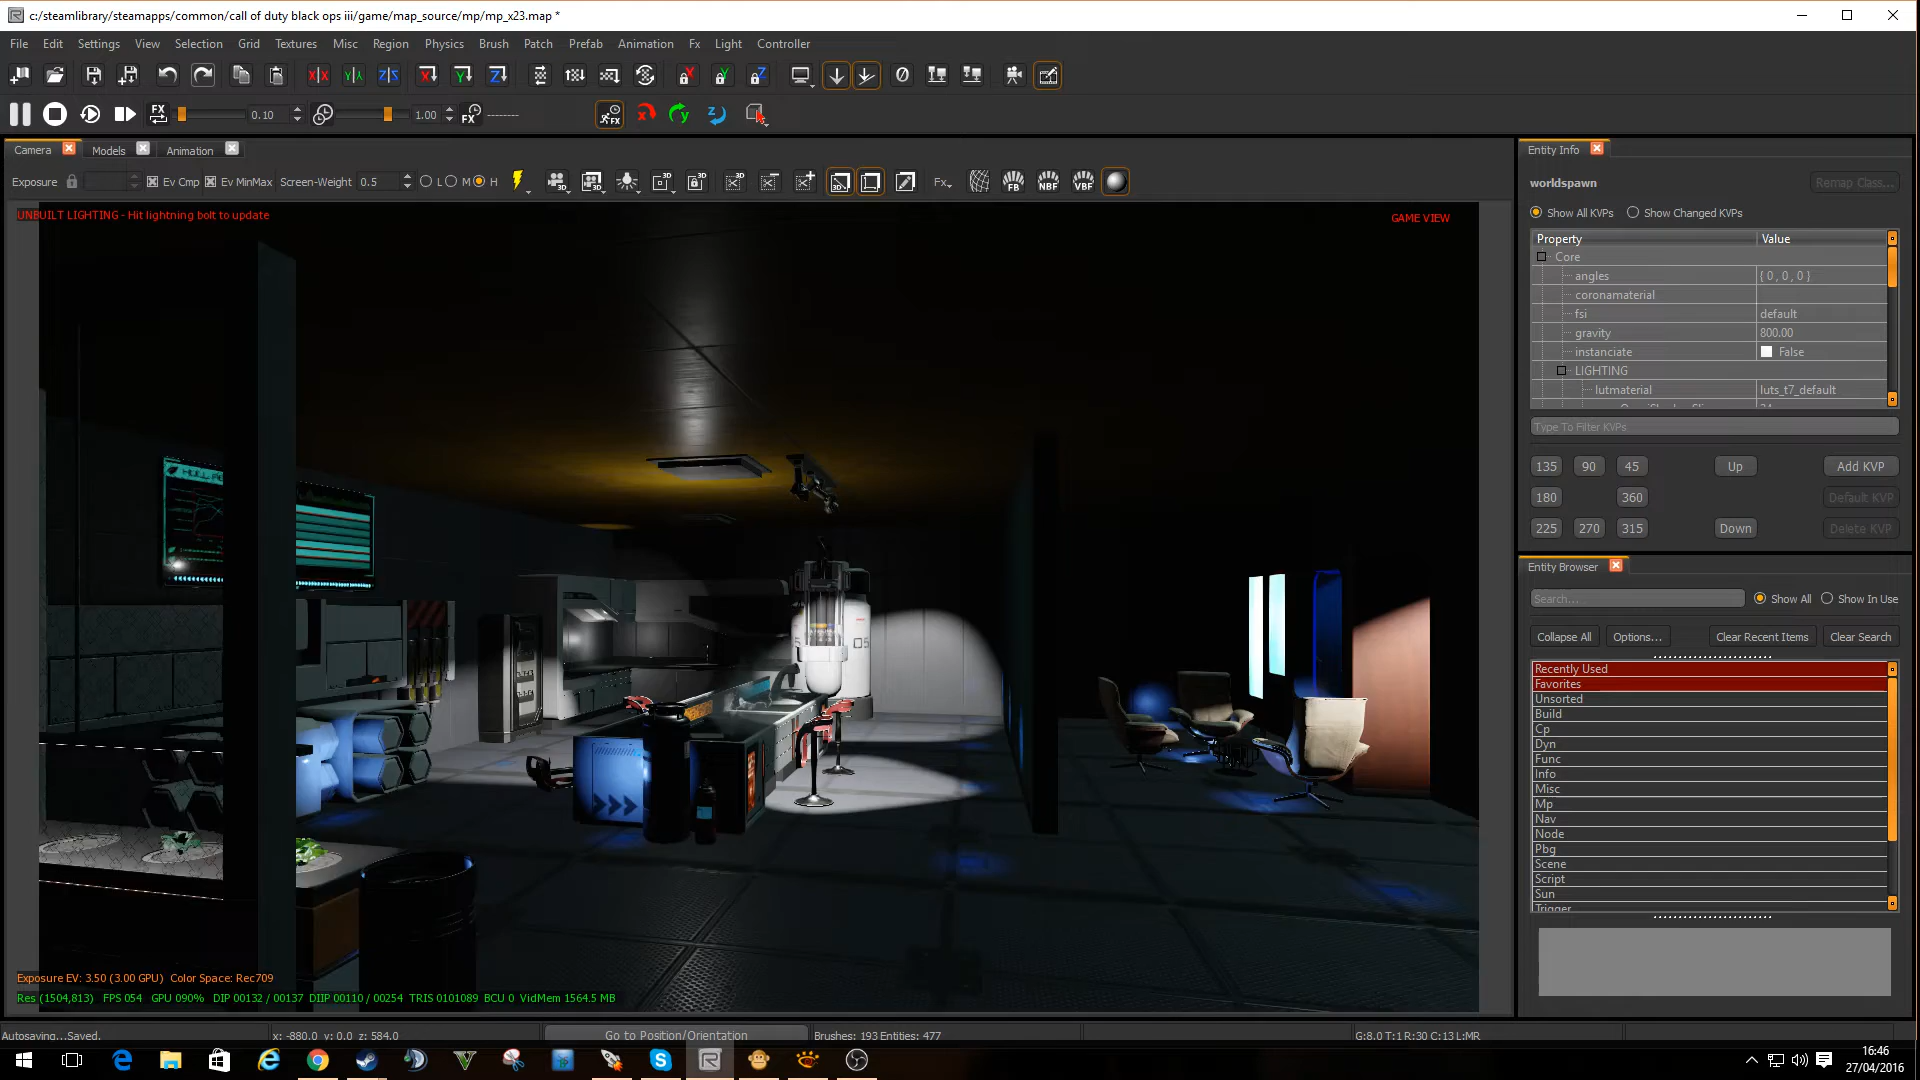 c:/steamlibrary/steamapps/common/call of duty black ops iii/game/map_source/mp/mp_x23.map *
File Edit Settings View Selection Grid Textures Misc Region Physics Brush Patch Prefab Animation Fx Light Controller
FX 0.10 1.00 FX --------
Camera Models Animation
Exposure Ev Cmp Ev MinMax Screen-Weight 0.5 L M H Fx FB NBF VBF
UNBUILT LIGHTING - Hit lightning bolt to update
GAME VIEW
05
Exposure EV: 3.50 (3.00 GPU) Color Space: Rec709
Res (1504,813) FPS 054 GPU 090% DIP 00132 / 00137 DIIP 00110 / 00254 TRIS 0101089 BCU 0 VidMem 1564.5 MB
Entity Info
worldspawn Remap Class...
Show All KVPs Show Changed KVPs
Property Value
Core
angles { 0 , 0 , 0 }
coronamaterial
fsi default
gravity 800.00
instanciate False
LIGHTING
lutmaterial luts_t7_default
Type To Filter KVPs
135 90 45 Up Add KVP
180 360 Default KVP
225 270 315 Down Delete KVP
Entity Browser
Search... Show All Show In Use
Collapse All Options... Clear Recent Items Clear Search
Recently Used
Favorites
Unsorted
Build
Cp
Dyn
Func
Info
Misc
Mp
Nav
Node
Pbg
Scene
Script
Sun
Trigger
Autosaving...Saved. x: -880.0 y: 0.0 z: 584.0 Go to Position/Orientation Brushes: 193 Entities: 477 G:8.0 T:1 R:30 C:13 L:MR
16:46
27/04/2016